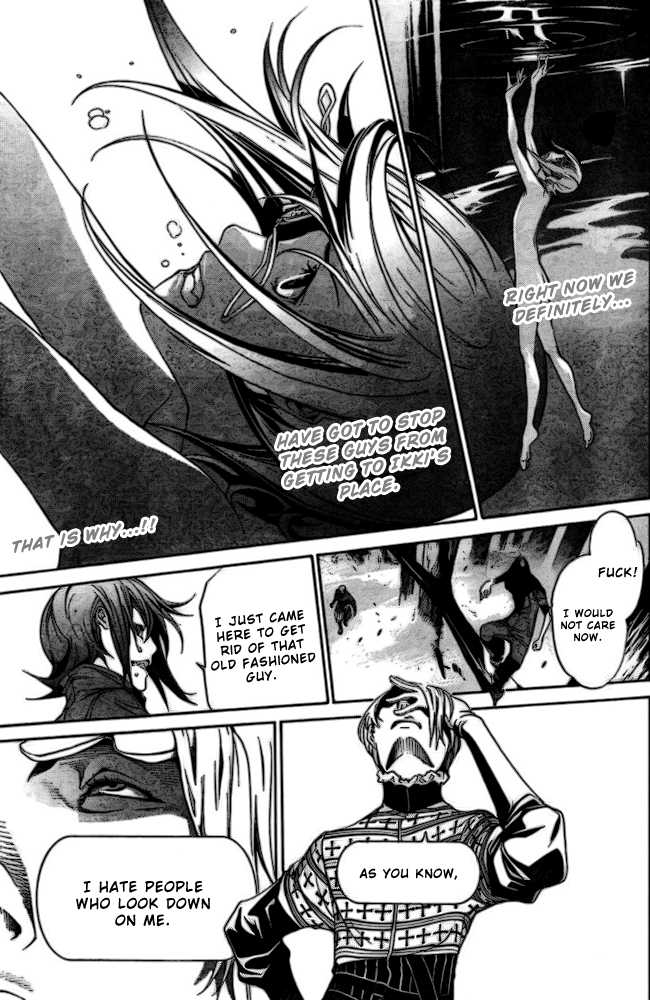 RIGHT NOW WE
DEFINITELY...
HAVE GOT TO STOP
THESE GUYS FROM
GETTING TO IKKI'S
PLACE.
THAT IS WHY...!!
FUCK!
I WOULD
NOT CARE
NOW.
I JUST CAME
HERE TO GET
RID OF THAT
OLD FASHIONED
GUY.
AS YOU KNOW,
I HATE PEOPLE
WHO LOOK DOWN
ON ME.